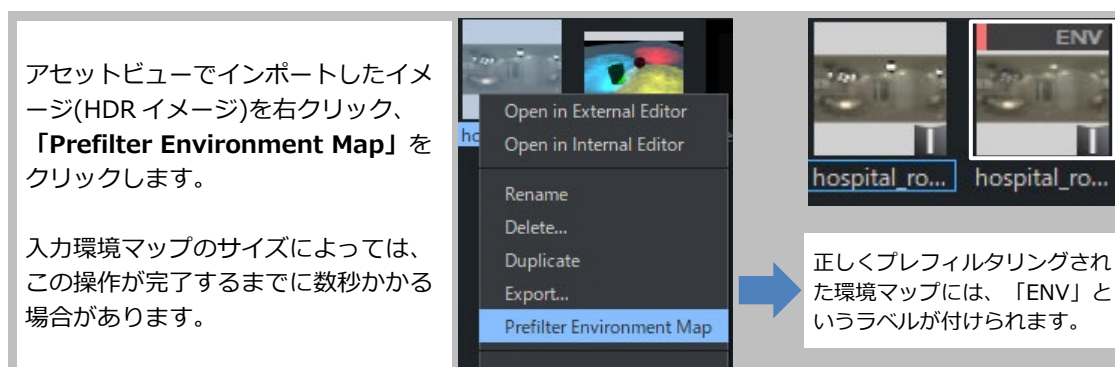 アセットビューでインポートしたイメ
ージ(HDR イメージ)を右クリック、
「Prefilter Environment Map」を
クリックします。
入力環境マップのサイズによっては、
この操作が完了するまでに数秒かかる
場合があります。
Open in External Editor
Open in Internal Editor
Rename
Delete...
Duplicate
Export...
Prefilter Environment Map
ENV
hospital_ro...
hospital_ro...
正しくプレフィルタリングされ
た環境マップには、「ENV」と
いうラベルが付けられます。